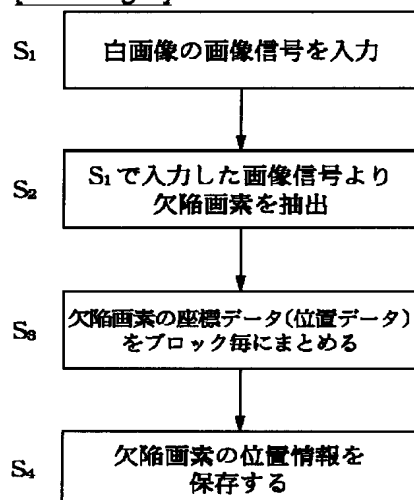 S₁
白画像の画像信号を入力
S₂
S₁で入力した画像信号より
欠陥画素を抽出
S₃
欠陥画素の座標データ(位置データ)
をブロック毎にまとめる
S₄
欠陥画素の位置情報を
保存する